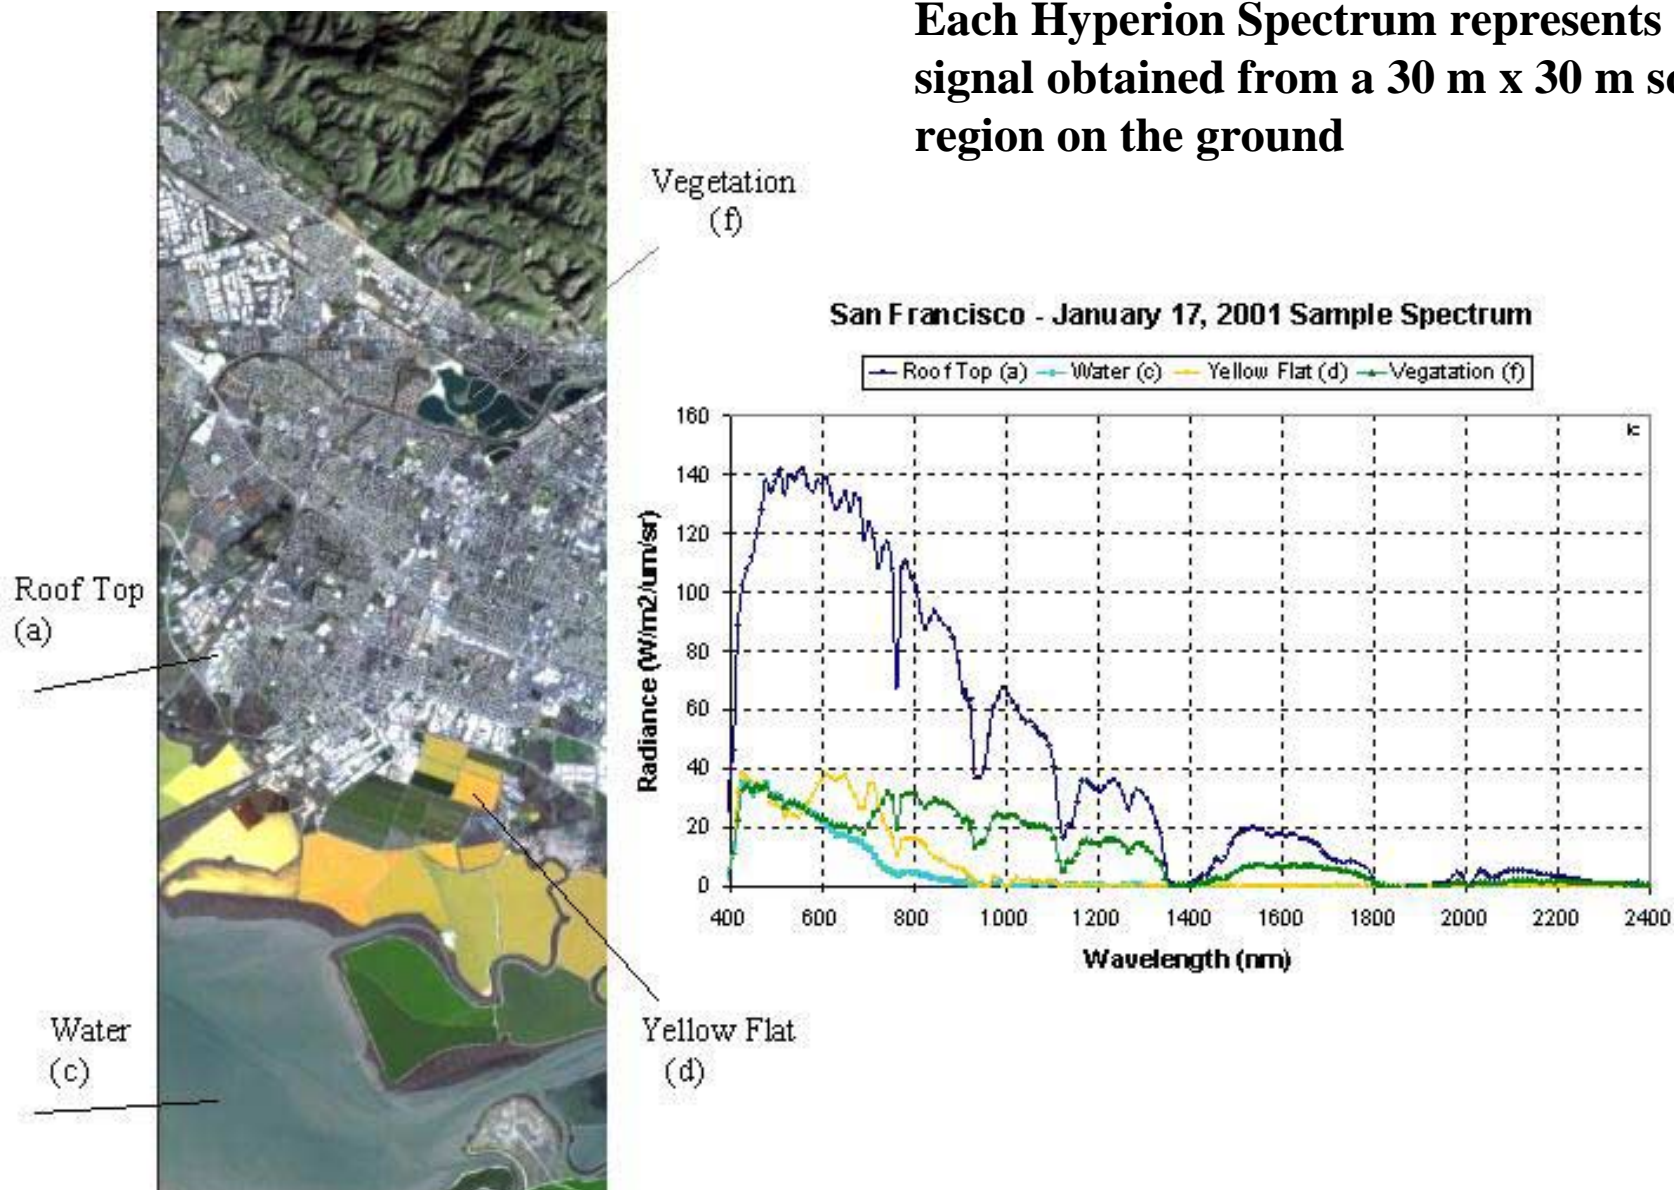 Each Hyperion Spectrum represents
signal obtained from a 30 m x 30 m
region on the ground
Vegetation
(f)
San Francisco - January 17, 2001 Sample Spectrum
Roof Top (a) Water (c) Yellow Flat (d) Vegatation (f)
160
140
120
100
80
60
40
20
0
Radiance (W/m2/um/sr)
400 600 800 1000 1200 1400 1600 1800 2000 2200 2400
Wavelength (nm)
Roof Top
(a)
Water
(c)
Yellow Flat
(d)